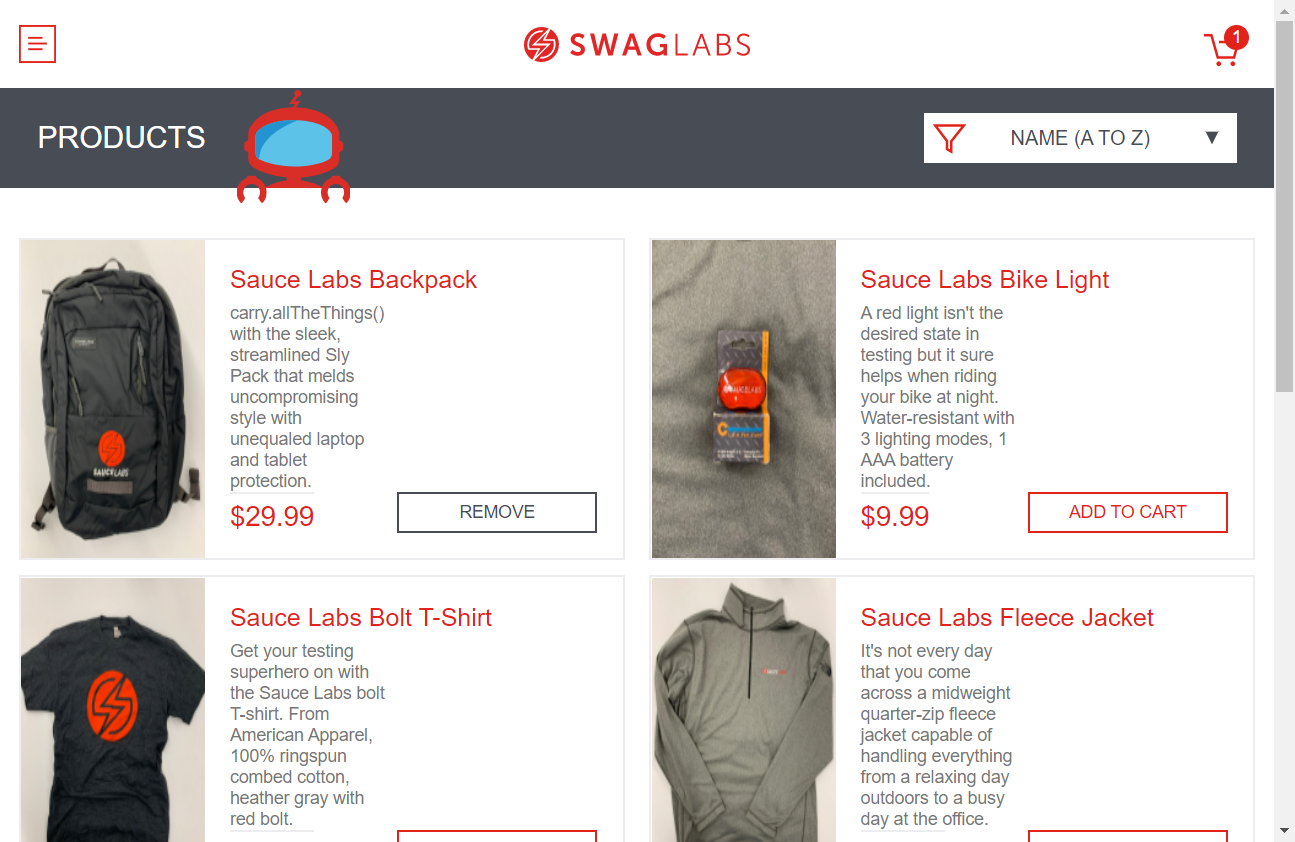 SWAGLABS
1
PRODUCTS
NAME (A TO Z)
Sauce Labs Backpack
carry.allTheThings()
with the sleek,
streamlined Sly
Pack that melds
uncompromising
style with
unequaled laptop
and tablet
protection.
$29.99
REMOVE
SAUCELABS
Sauce Labs Bike Light
A red light isn't the
desired state in
testing but it sure
helps when riding
your bike at night.
Water-resistant with
3 lighting modes, 1
AAA battery
included.
$9.99
ADD TO CART
SAUCELABS
Sauce Labs Bolt T-Shirt
Get your testing
superhero on with
the Sauce Labs bolt
T-shirt. From
American Apparel,
100% ringspun
combed cotton,
heather gray with
red bolt.
Sauce Labs Fleece Jacket
It's not every day
that you come
across a midweight
quarter-zip fleece
jacket capable of
handling everything
from a relaxing day
outdoors to a busy
day at the office.